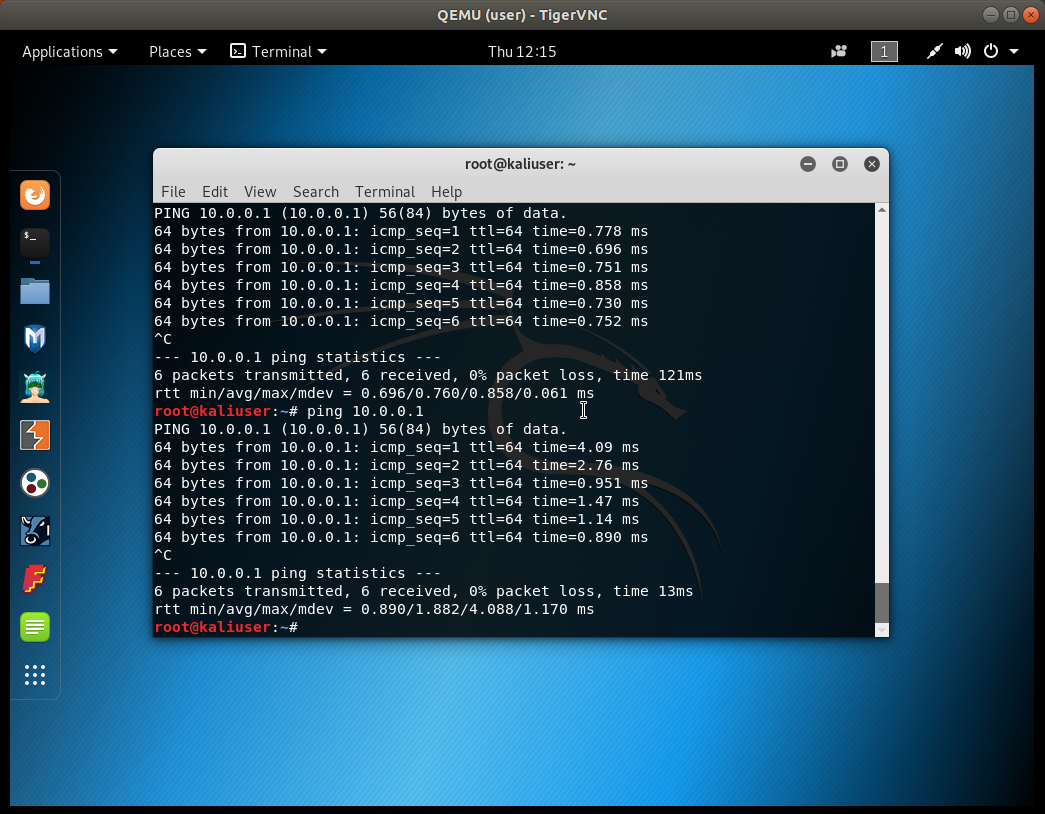 QEMU (user) - TigerVNC
Applications Places Terminal Thu 12:15 1
root@kaliuser: ~
File Edit View Search Terminal Help
PING 10.0.0.1 (10.0.0.1) 56(84) bytes of data.
64 bytes from 10.0.0.1: icmp_seq=1 ttl=64 time=0.778 ms
64 bytes from 10.0.0.1: icmp_seq=2 ttl=64 time=0.696 ms
64 bytes from 10.0.0.1: icmp_seq=3 ttl=64 time=0.751 ms
64 bytes from 10.0.0.1: icmp_seq=4 ttl=64 time=0.858 ms
64 bytes from 10.0.0.1: icmp_seq=5 ttl=64 time=0.730 ms
64 bytes from 10.0.0.1: icmp_seq=6 ttl=64 time=0.752 ms
^C
--- 10.0.0.1 ping statistics ---
6 packets transmitted, 6 received, 0% packet loss, time 121ms
rtt min/avg/max/mdev = 0.696/0.760/0.858/0.061 ms
root@kaliuser:~# ping 10.0.0.1
PING 10.0.0.1 (10.0.0.1) 56(84) bytes of data.
64 bytes from 10.0.0.1: icmp_seq=1 ttl=64 time=4.09 ms
64 bytes from 10.0.0.1: icmp_seq=2 ttl=64 time=2.76 ms
64 bytes from 10.0.0.1: icmp_seq=3 ttl=64 time=0.951 ms
64 bytes from 10.0.0.1: icmp_seq=4 ttl=64 time=1.47 ms
64 bytes from 10.0.0.1: icmp_seq=5 ttl=64 time=1.14 ms
64 bytes from 10.0.0.1: icmp_seq=6 ttl=64 time=0.890 ms
^C
--- 10.0.0.1 ping statistics ---
6 packets transmitted, 6 received, 0% packet loss, time 13ms
rtt min/avg/max/mdev = 0.890/1.882/4.088/1.170 ms
root@kaliuser:~#